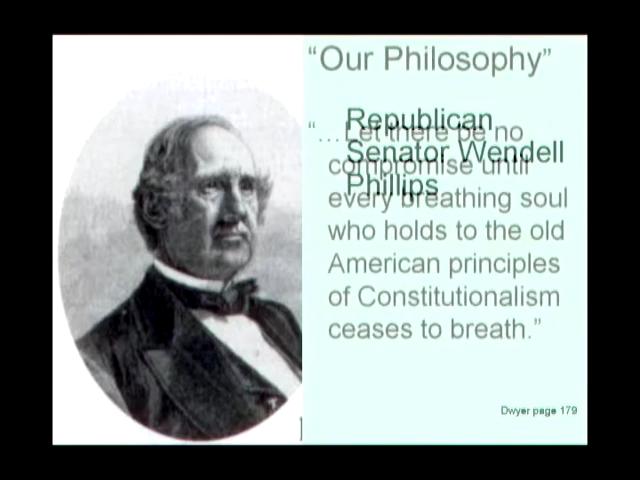 “Our Philosophy”
Republican
Senator Wendell
Phillips
“…Let there be no
compromise until
every breathing soul
who holds to the old
American principles
of Constitutionalism
ceases to breath.”
Dwyer page 179